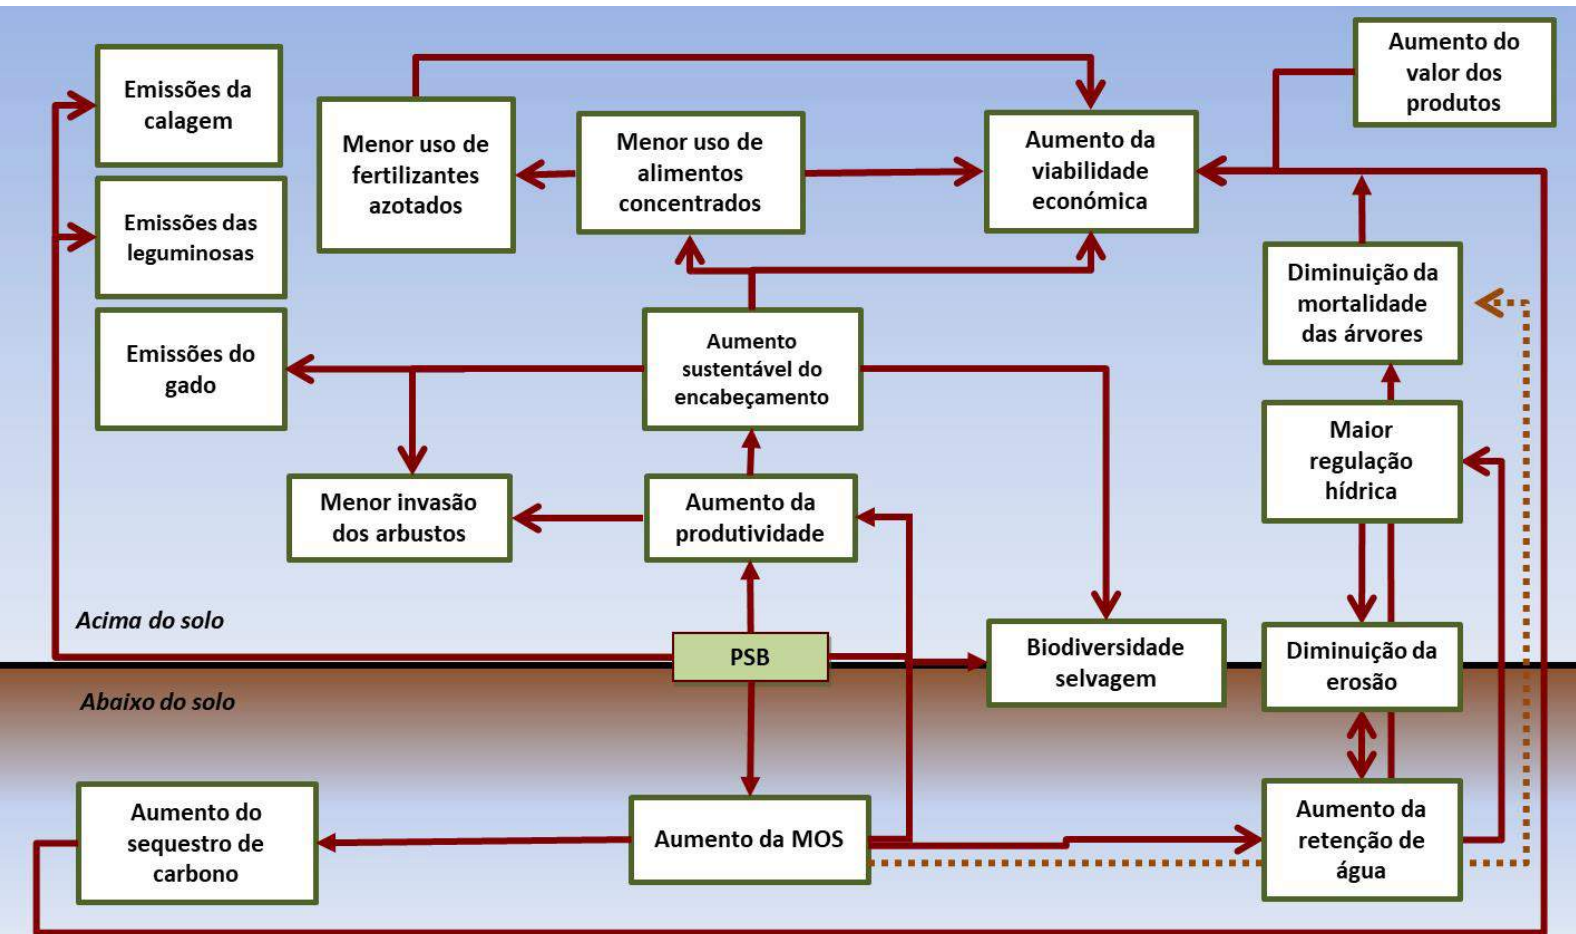 Emissões da
calagem
Emissões das
leguminosas
Emissões do
gado
Menor uso de
fertilizantes
azotados
Menor uso de
alimentos
concentrados
Aumento da
viabilidade
económica
Aumento do
valor dos
produtos
Diminuição da
mortalidade
das árvores
Aumento
sustentável do
encabeçamento
Maior
regulação
hídrica
Menor invasão
dos arbustos
Aumento da
produtividade
Acima do solo
PSB
Biodiversidade
selvagem
Diminuição da
erosão
Abaixo do solo
Aumento do
sequestro de
carbono
Aumento da MOS
Aumento da
retenção de
água